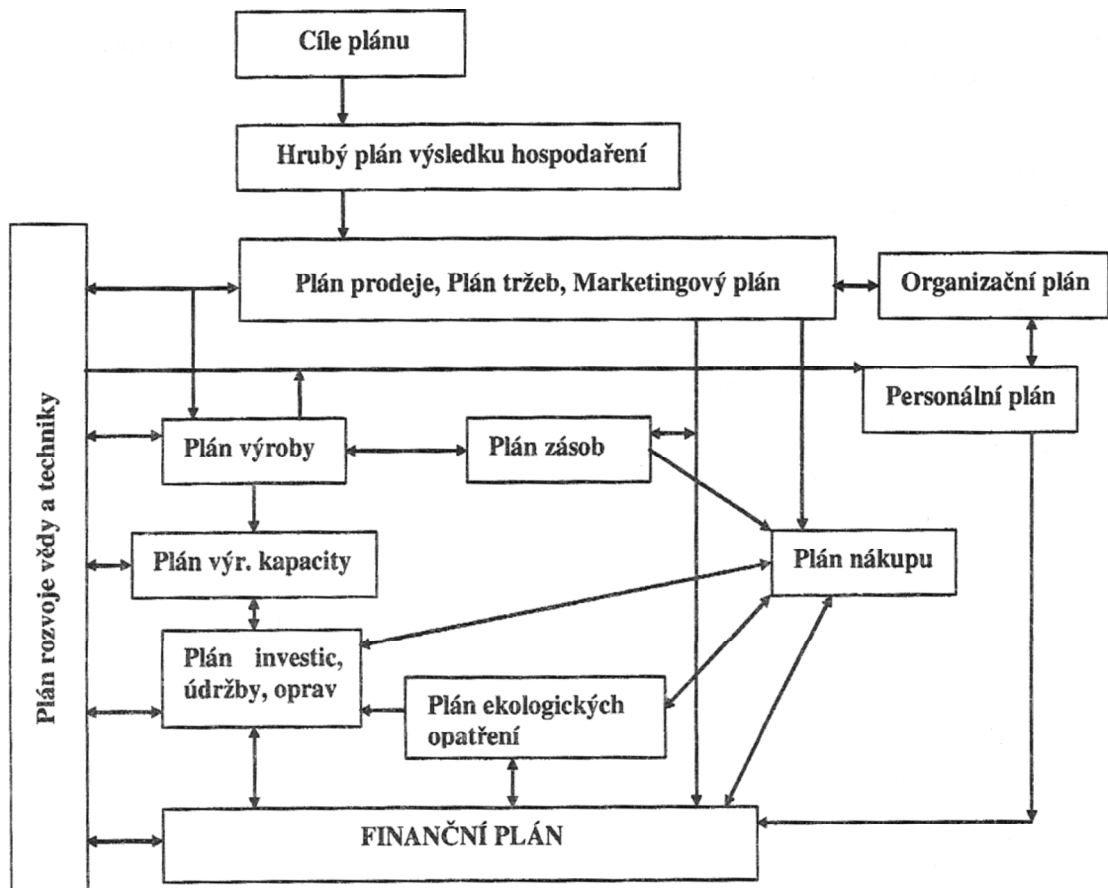 Cíle plánu
Hrubý plán výsledku hospodaření
Plán prodeje, Plán tržeb, Marketingový plán
Organizační plán
Personální plán
Plán rozvoje vědy a techniky
Plán výroby
Plán zásob
Plán výr. kapacity
Plán nákupu
Plán investic,
údržby, oprav
Plán ekologických
opatření
FINANČNÍ PLÁN